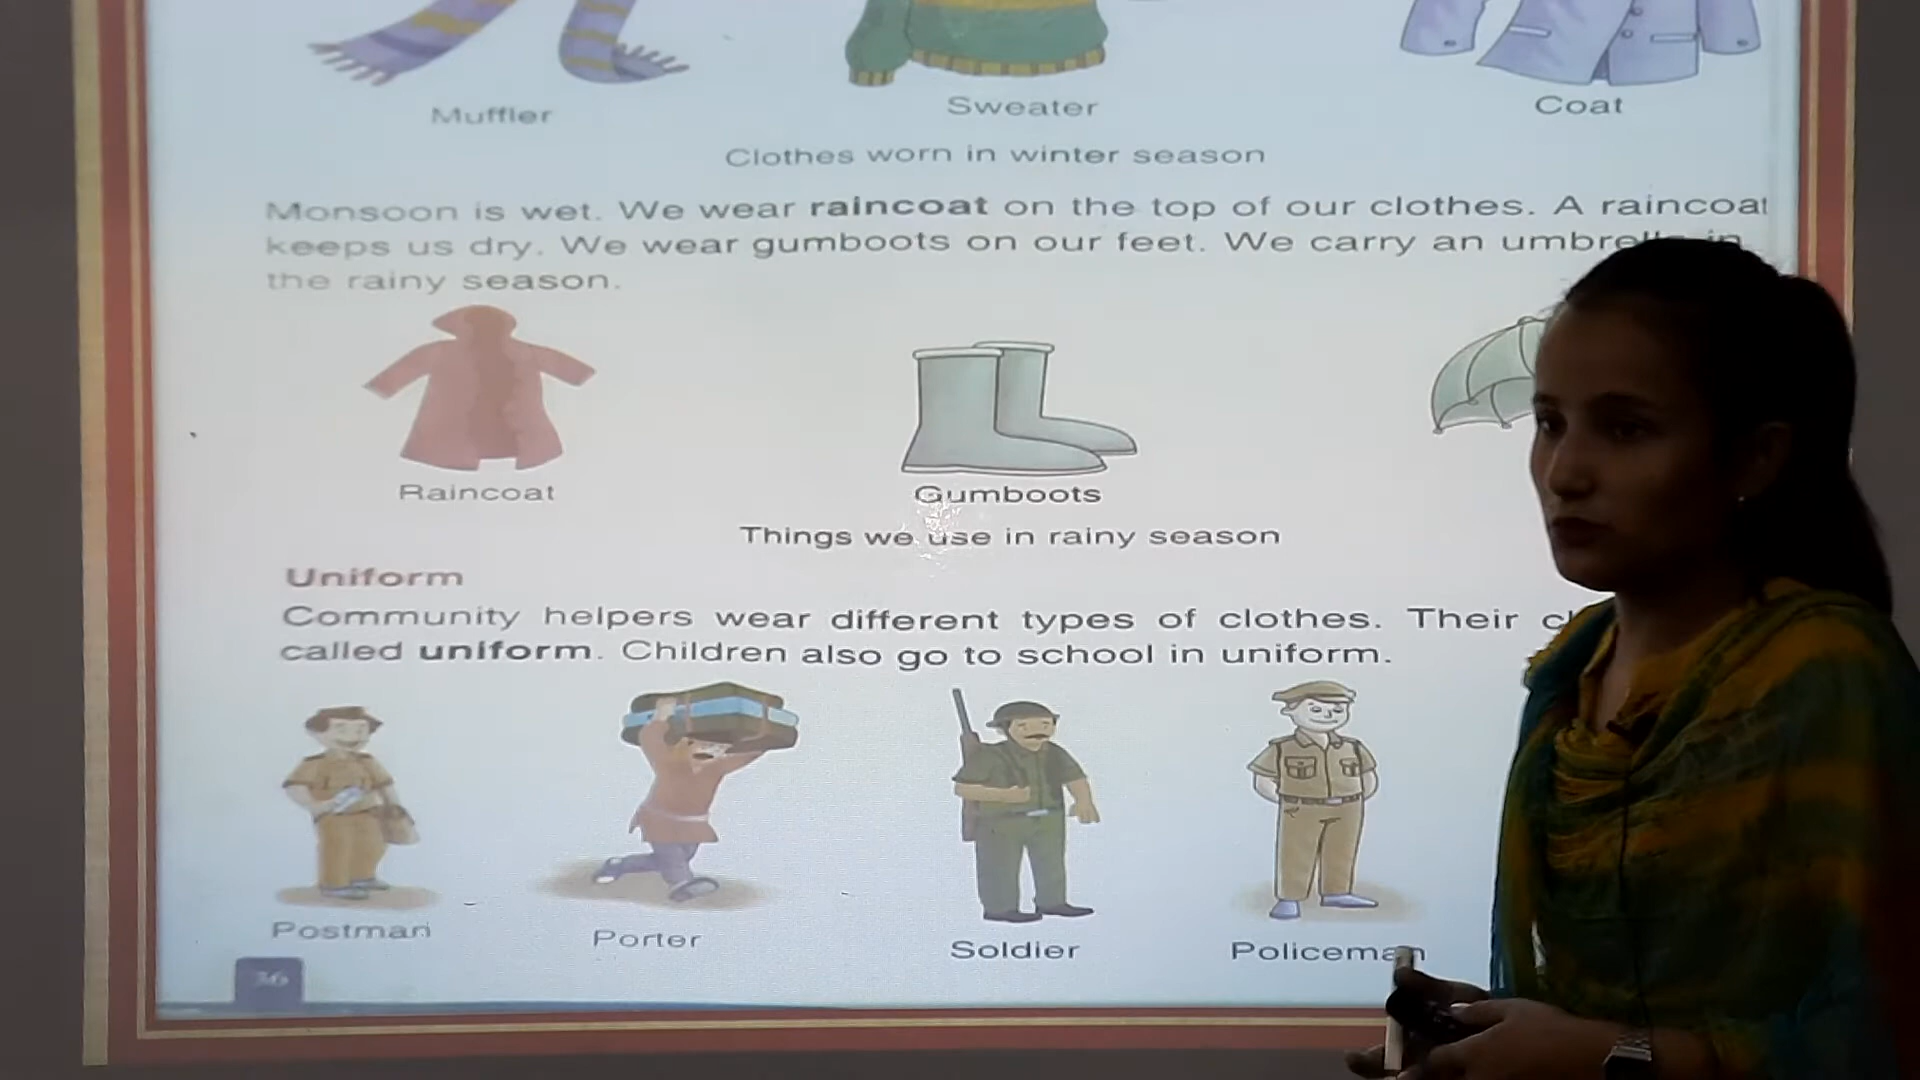 Muffler
Sweater
Coat
Clothes worn in winter season
Monsoon is wet. We wear raincoat on the top of our clothes. A raincoat
keeps us dry. We wear gumboots on our feet. We carry an umbrella in
the rainy season.
Raincoat
Gumboots
Things we use in rainy season
Uniform
Community helpers wear different types of clothes. Their
called uniform. Children also go to school in uniform.
Postman
Porter
Soldier
Policeman
36